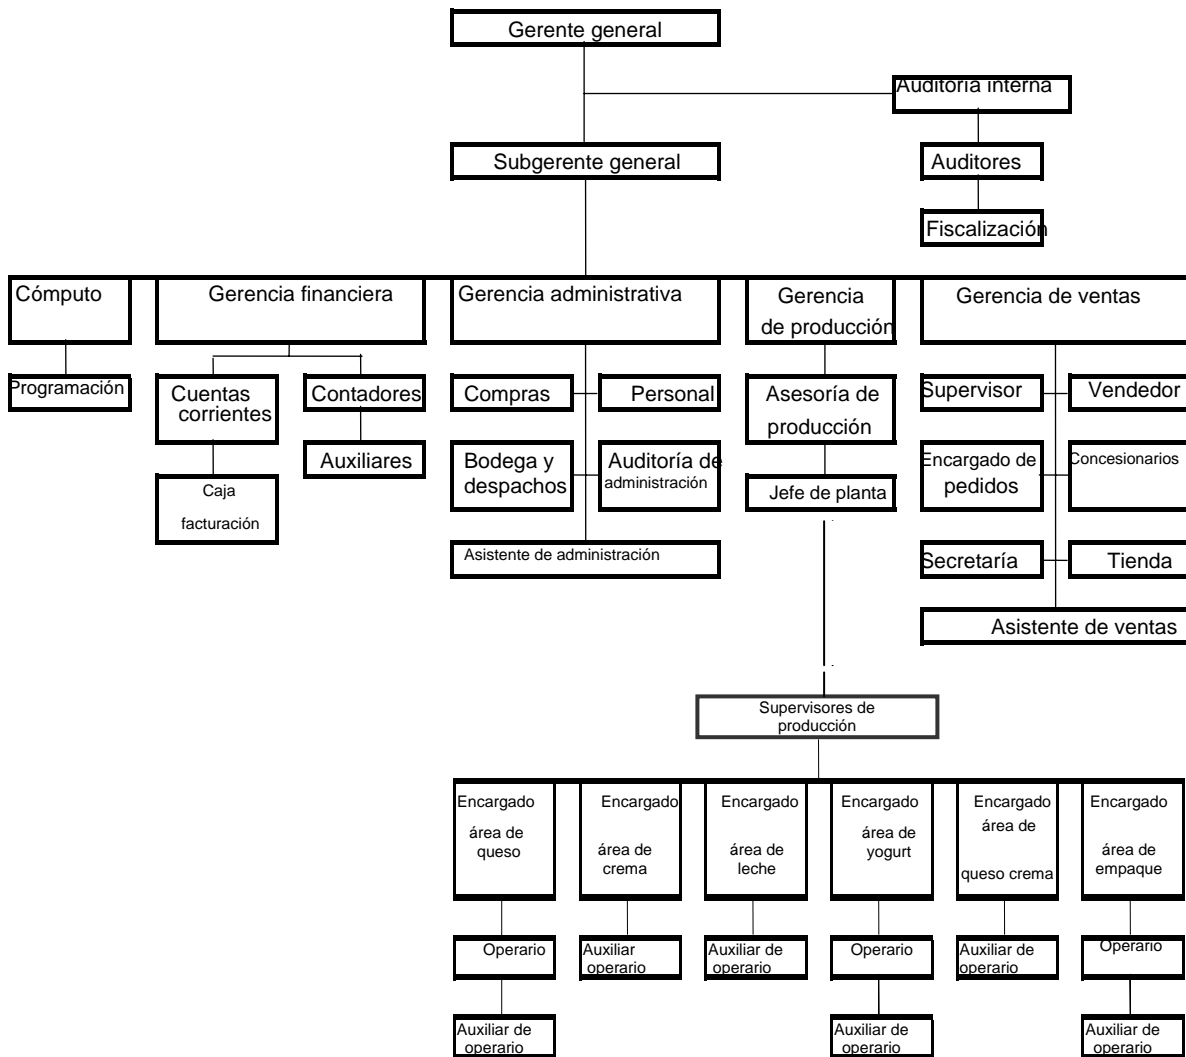 Gerente general
Auditoría interna
Subgerente general
Auditores
Fiscalización
Cómputo
Gerencia financiera
Gerencia administrativa
Gerencia
de producción
Gerencia de ventas
Programación
Cuentas
corrientes
Contadores
Compras
Personal
Asesoría de
producción
Supervisor
Vendedor
Auxiliares
Bodega y
despachos
Auditoría de
administración
Jefe de planta
Encargado de
pedidos
Concesionarios
Caja
facturación
Asistente de administración
Secretaría
Tienda
Asistente de ventas
Supervisores de
producción
Encargado
área de
queso
Encargado
área de
crema
Encargado
área de
leche
Encargado
área de
yogurt
Encargado
área de
queso crema
Encargado
área de
empaque
Operario
Auxiliar
operario
Auxiliar de
operario
Operario
Auxiliar de
operario
Operario
Auxiliar de
operario
Auxiliar de
operario
Auxiliar de
operario